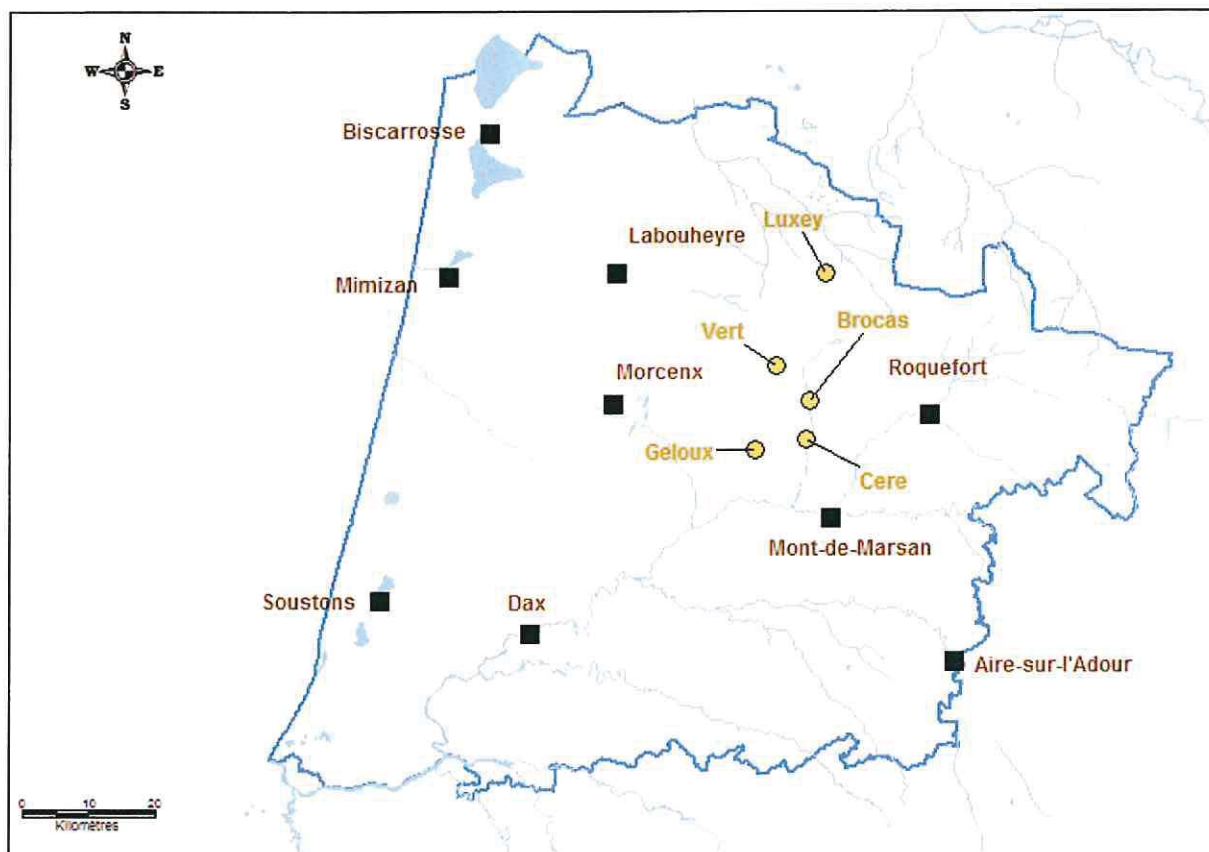 N
W E
S
Biscarrosse
Luxey
Labouheyre
Mimizan
Brocas
Vert
Roquefort
Morcenx
Geloux
Cere
Mont-de-Marsan
Soustons
Dax
Aire-sur-l'Adour
0 10 20
Kilomètres